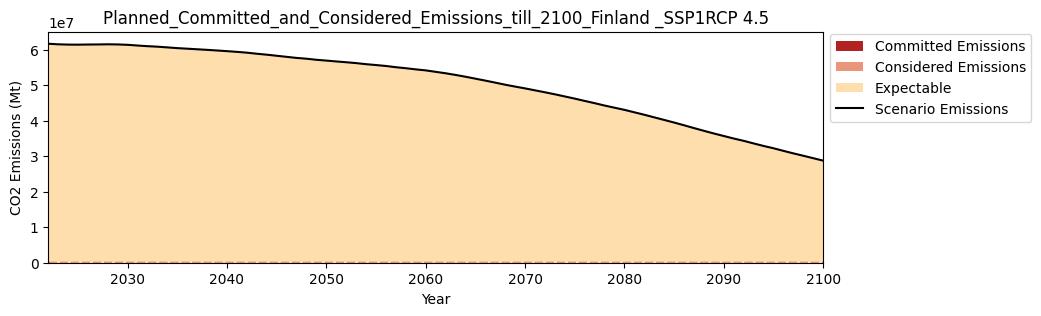 Planned_Committed_and_Considered_Emissions_till_2100_Finland _SSP1RCP 4.5
1e7
6
5
4
3
2
1
0
CO2 Emissions (Mt)
2030 2040 2050 2060 2070 2080 2090 2100
Year
Committed Emissions
Considered Emissions
Expectable
Scenario Emissions